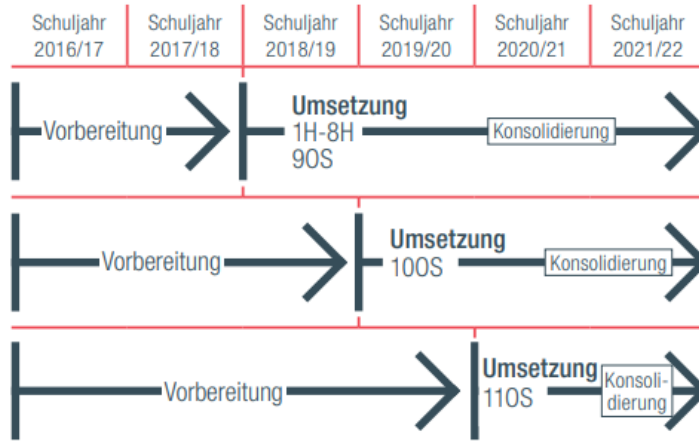 Schuljahr 2016/17
Schuljahr 2017/18
Schuljahr 2018/19
Schuljahr 2019/20
Schuljahr 2020/21
Schuljahr 2021/22
Vorbereitung
Umsetzung
1H-8H
9OS
Konsolidierung
Vorbereitung
Umsetzung
10OS
Konsolidierung
Vorbereitung
Umsetzung
11OS
Konsoli-
dierung